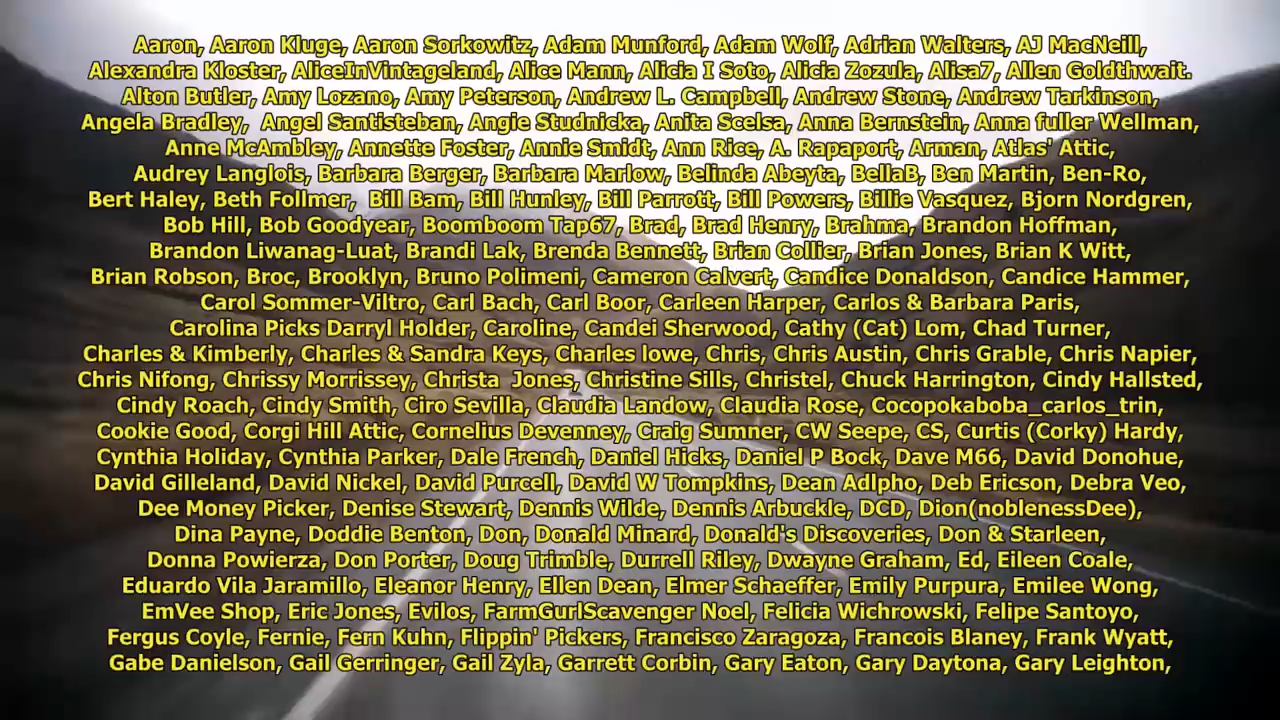 Aaron, Aaron Kluge, Aaron Sorkowitz, Adam Munford, Adam Wolf, Adrian Walters, AJ MacNeill,
Alexandra Kloster, AliceInVintageland, Alice Mann, Alicia I Soto, Alicia Zozula, Alisa7, Allen Goldthwait.
Alton Butler, Amy Lozano, Amy Peterson, Andrew L. Campbell, Andrew Stone, Andrew Tarkinson,
Angela Bradley,  Angel Santisteban, Angie Studnicka, Anita Scelsa, Anna Bernstein, Anna fuller Wellman,
Anne McAmbley, Annette Foster, Annie Smidt, Ann Rice, A. Rapaport, Arman, Atlas' Attic,
Audrey Langlois, Barbara Berger, Barbara Marlow, Belinda Abeyta, BellaB, Ben Martin, Ben-Ro,
Bert Haley, Beth Follmer,  Bill Bam, Bill Hunley, Bill Parrott, Bill Powers, Billie Vasquez, Bjorn Nordgren,
Bob Hill, Bob Goodyear, Boomboom Tap67, Brad, Brad Henry, Brahma, Brandon Hoffman,
Brandon Liwanag-Luat, Brandi Lak, Brenda Bennett, Brian Collier, Brian Jones, Brian K Witt,
Brian Robson, Broc, Brooklyn, Bruno Polimeni, Cameron Calvert, Candice Donaldson, Candice Hammer,
Carol Sommer-Viltro, Carl Bach, Carl Boor, Carleen Harper, Carlos & Barbara Paris,
Carolina Picks Darryl Holder, Caroline, Candei Sherwood, Cathy (Cat) Lom, Chad Turner,
Charles & Kimberly, Charles & Sandra Keys, Charles lowe, Chris, Chris Austin, Chris Grable, Chris Napier,
Chris Nifong, Chrissy Morrissey, Christa  Jones, Christine Sills, Christel, Chuck Harrington, Cindy Hallsted,
Cindy Roach, Cindy Smith, Ciro Sevilla, Claudia Landow, Claudia Rose, Cocopokaboba_carlos_trin,
Cookie Good, Corgi Hill Attic, Cornelius Devenney, Craig Sumner, CW Seepe, CS, Curtis (Corky) Hardy,
Cynthia Holiday, Cynthia Parker, Dale French, Daniel Hicks, Daniel P Bock, Dave M66, David Donohue,
David Gilleland, David Nickel, David Purcell, David W Tompkins, Dean Adlpho, Deb Ericson, Debra Veo,
Dee Money Picker, Denise Stewart, Dennis Wilde, Dennis Arbuckle, DCD, Dion(noblenessDee),
Dina Payne, Doddie Benton, Don, Donald Minard, Donald's Discoveries, Don & Starleen,
Donna Powierza, Don Porter, Doug Trimble, Durrell Riley, Dwayne Graham, Ed, Eileen Coale,
Eduardo Vila Jaramillo, Eleanor Henry, Ellen Dean, Elmer Schaeffer, Emily Purpura, Emilee Wong,
EmVee Shop, Eric Jones, Evilos, FarmGurlScavenger Noel, Felicia Wichrowski, Felipe Santoyo,
Fergus Coyle, Fernie, Fern Kuhn, Flippin' Pickers, Francisco Zaragoza, Francois Blaney, Frank Wyatt,
Gabe Danielson, Gail Gerringer, Gail Zyla, Garrett Corbin, Gary Eaton, Gary Daytona, Gary Leighton,